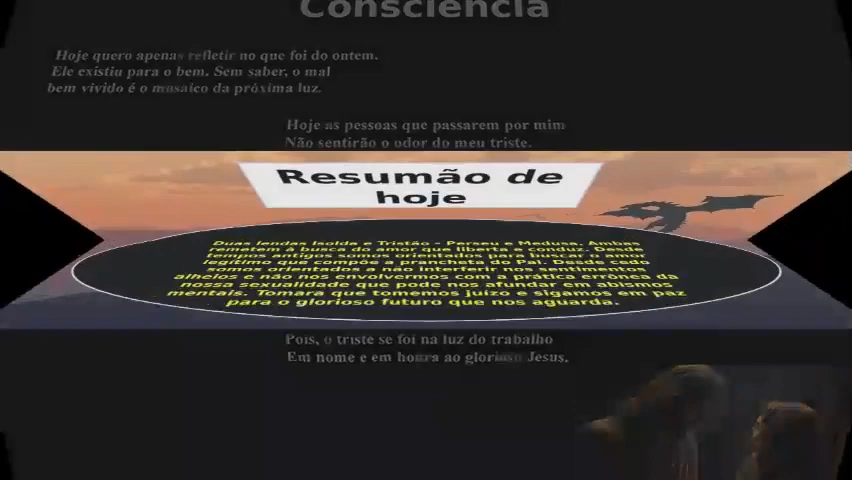 Consciência
Hoje quero apenas refletir no que foi do ontem.
Ele existiu para o bem. Sem saber, o mal
bem vivido é o mosaico da próxima luz.
Hoje as pessoas que passarem por mim
Não sentirão o odor do meu triste.
Resumão de
hoje
Duas lendas Isolda e Tristão - Perseu e Medusa. Ambas
remetem à busca do amor que liberta e conduz. Desde
tempos antigos somos orientados para buscar o amor
legítimo que compõe a prancheta do Pai. Desde cedo
somos orientados a não interferir nos sentimentos
alheios e não nos envolvermos com a prática errônea da
nossa sexualidade que pode nos afundar em abismos
mentais. Tomara que tomemos juízo e sigamos em paz
para o glorioso futuro que nos aguarda.
Pois, o triste se foi na luz do trabalho
Em nome e em honra ao glorioso Jesus.